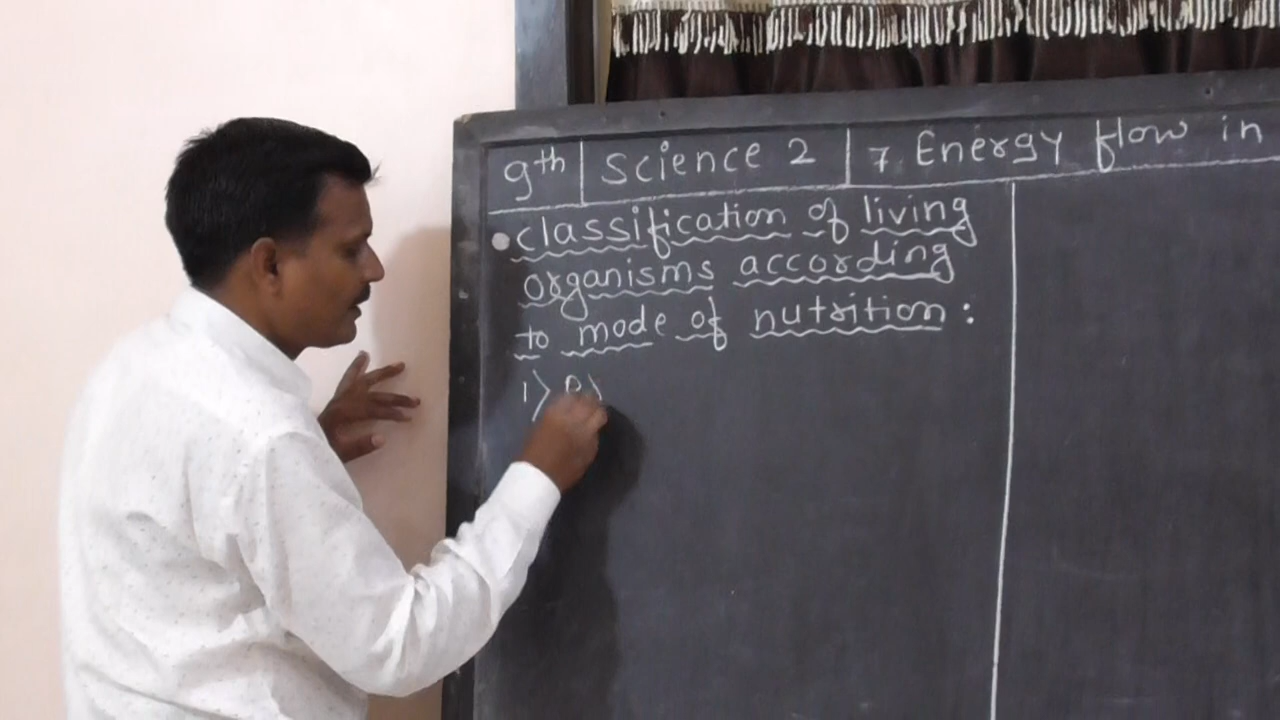 9th | Science 2 | 7. Energy flow in
• classification of living
organisms according
to mode of nutrition :
1)